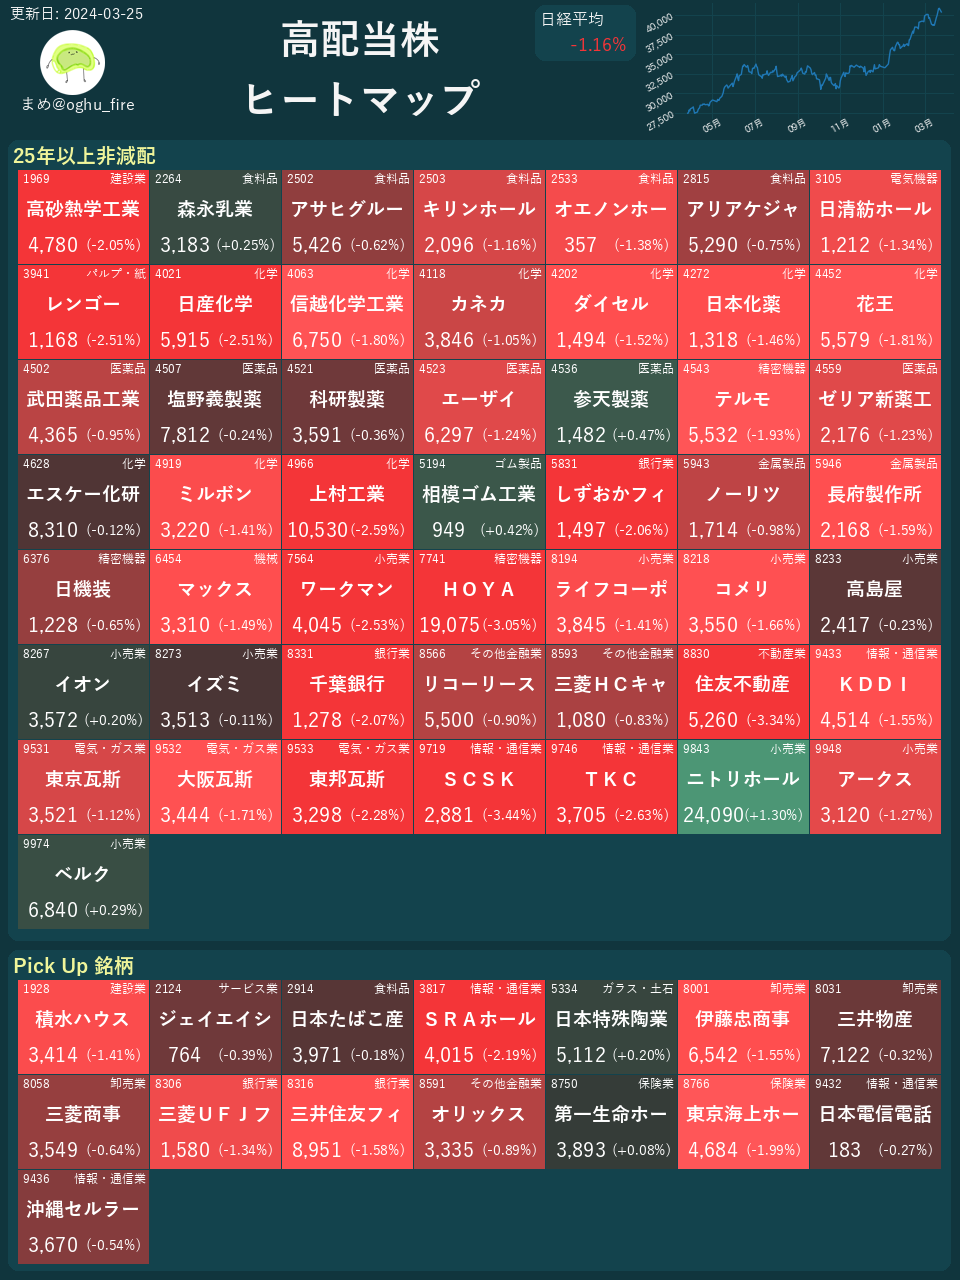 更新日: 2024-03-25
まめ@oghu_fire
高配当株
ヒートマップ
日経平均
-1.16%
40,000
37,500
35,000
32,500
30,000
27,500
05月 07月 09月 11月 01月 03月
25年以上非減配
1969 建設業 2264 食料品 2502 食料品 2503 食料品 2533 食料品 2815 食料品 3105 電気機器
高砂熱学工業 森永乳業 アサヒグルー キリンホール オエノンホー アリアケジャ 日清紡ホール
4,780 (-2.05%) 3,183 (+0.25%) 5,426 (-0.62%) 2,096 (-1.16%) 357 (-1.38%) 5,290 (-0.75%) 1,212 (-1.34%)
3941 パルプ・紙 4021 化学 4063 化学 4118 化学 4202 化学 4272 化学 4452 化学
レンゴー 日産化学 信越化学工業 カネカ ダイセル 日本化薬 花王
1,168 (-2.51%) 5,915 (-2.51%) 6,750 (-1.80%) 3,846 (-1.05%) 1,494 (-1.52%) 1,318 (-1.46%) 5,579 (-1.81%)
4502 医薬品 4507 医薬品 4521 医薬品 4523 医薬品 4536 医薬品 4543 精密機器 4559 医薬品
武田薬品工業 塩野義製薬 科研製薬 エーザイ 参天製薬 テルモ ゼリア新薬工
4,365 (-0.95%) 7,812 (-0.24%) 3,591 (-0.36%) 6,297 (-1.24%) 1,482 (+0.47%) 5,532 (-1.93%) 2,176 (-1.23%)
4628 化学 4919 化学 4966 化学 5194 ゴム製品 5831 銀行業 5943 金属製品 5946 金属製品
エスケー化研 ミルボン 上村工業 相模ゴム工業 しずおかフィ ノーリツ 長府製作所
8,310 (-0.12%) 3,220 (-1.41%) 10,530 (-2.59%) 949 (+0.42%) 1,497 (-2.06%) 1,714 (-0.98%) 2,168 (-1.59%)
6376 精密機器 6454 機械 7564 小売業 7741 精密機器 8194 小売業 8218 小売業 8233 小売業
日機装 マックス ワークマン ＨＯＹＡ ライフコーポ コメリ 高島屋
1,228 (-0.65%) 3,310 (-1.49%) 4,045 (-2.53%) 19,075 (-3.05%) 3,845 (-1.41%) 3,550 (-1.66%) 2,417 (-0.23%)
8267 小売業 8273 小売業 8331 銀行業 8566 その他金融業 8593 その他金融業 8830 不動産業 9433 情報・通信業
イオン イズミ 千葉銀行 リコーリース 三菱ＨＣキャ 住友不動産 ＫＤＤＩ
3,572 (+0.20%) 3,513 (-0.11%) 1,278 (-2.07%) 5,500 (-0.90%) 1,080 (-0.83%) 5,260 (-3.34%) 4,514 (-1.55%)
9531 電気・ガス業 9532 電気・ガス業 9533 電気・ガス業 9719 情報・通信業 9746 情報・通信業 9843 小売業 9948 小売業
東京瓦斯 大阪瓦斯 東邦瓦斯 ＳＣＳＫ ＴＫＣ ニトリホール アークス
3,521 (-1.12%) 3,444 (-1.71%) 3,298 (-2.28%) 2,881 (-3.44%) 3,705 (-2.63%) 24,090 (+1.30%) 3,120 (-1.27%)
9974 小売業
ベルク
6,840 (+0.29%)
Pick Up 銘柄
1928 建設業 2124 サービス業 2914 食料品 3817 情報・通信業 5334 ガラス・土石 8001 卸売業 8031 卸売業
積水ハウス ジェイエイシ 日本たばこ産 ＳＲＡホール 日本特殊陶業 伊藤忠商事 三井物産
3,414 (-1.41%) 764 (-0.39%) 3,971 (-0.18%) 4,015 (-2.19%) 5,112 (+0.20%) 6,542 (-1.55%) 7,122 (-0.32%)
8058 卸売業 8306 銀行業 8316 銀行業 8591 その他金融業 8750 保険業 8766 保険業 9432 情報・通信業
三菱商事 三菱ＵＦＪフ 三井住友フィ オリックス 第一生命ホー 東京海上ホー 日本電信電話
3,549 (-0.64%) 1,580 (-1.34%) 8,951 (-1.58%) 3,335 (-0.89%) 3,893 (+0.08%) 4,684 (-1.99%) 183 (-0.27%)
9436 情報・通信業
沖縄セルラー
3,670 (-0.54%)